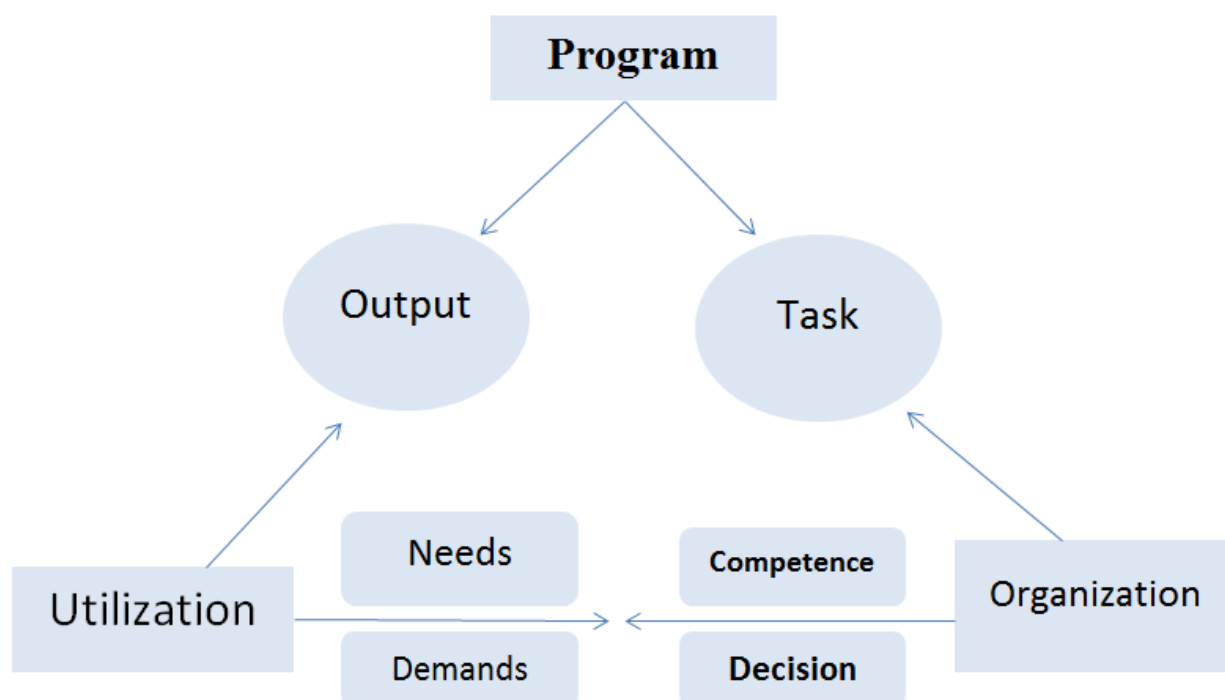 Program
Output
Task
Needs
Competence
Utilization
Organization
Demands
Decision